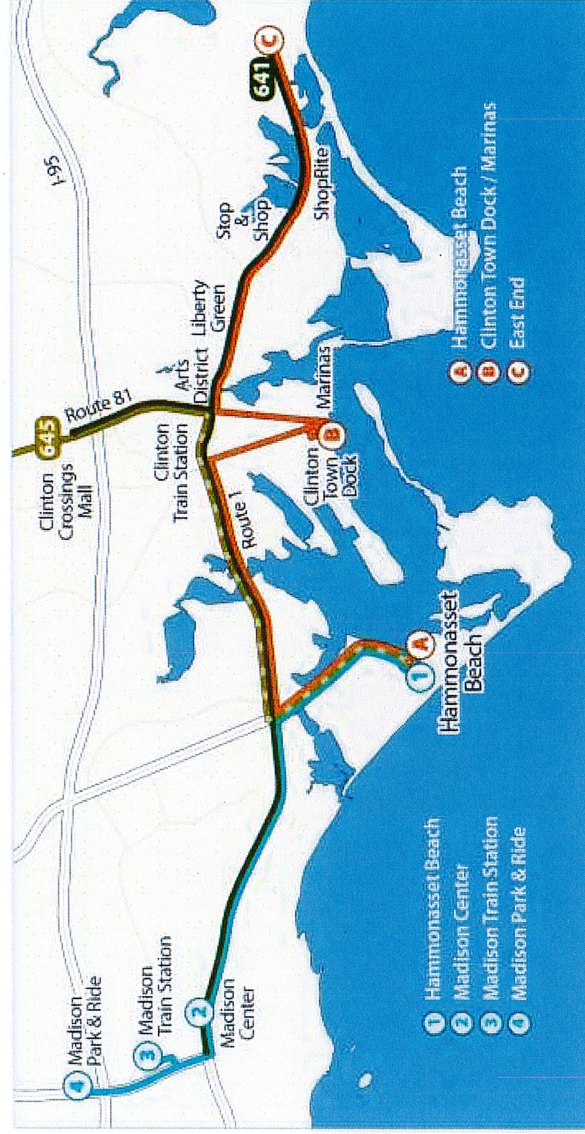 I-95
645
Route 81
Clinton
Crossings
Mall
Clinton
Train Station
Arts
District
Liberty
Green
Stop
&
Shop
ShopRite
641
C
Route 1
Marinas
B
Clinton
Town
Dock
1
A
Hammonasset
Beach
4
Madison
Park & Ride
3
Madison
Train Station
2
Madison
Center
1 Hammonasset Beach
2 Madison Center
3 Madison Train Station
4 Madison Park & Ride
A Hammonasset Beach
B Clinton Town Dock / Marinas
C East End